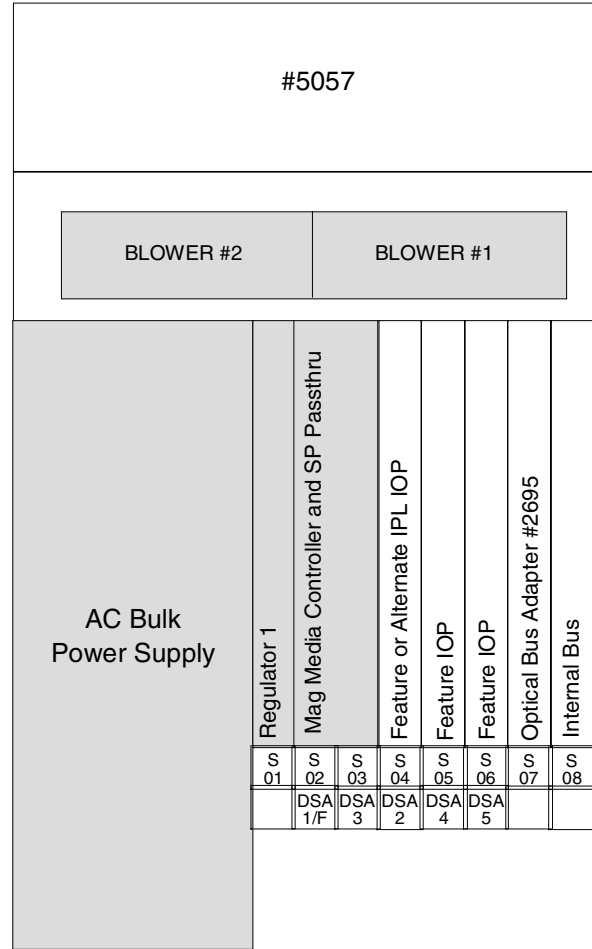 #5057
BLOWER #2
BLOWER #1
AC Bulk
Power Supply
Regulator 1
Mag Media Controller and SP Passthru
Feature or Alternate IPL IOP
Feature IOP
Feature IOP
Optical Bus Adapter #2695
Internal Bus
S
01
S
02
S
03
S
04
S
05
S
06
S
07
S
08
DSA
1/F
DSA
3
DSA
2
DSA
4
DSA
5